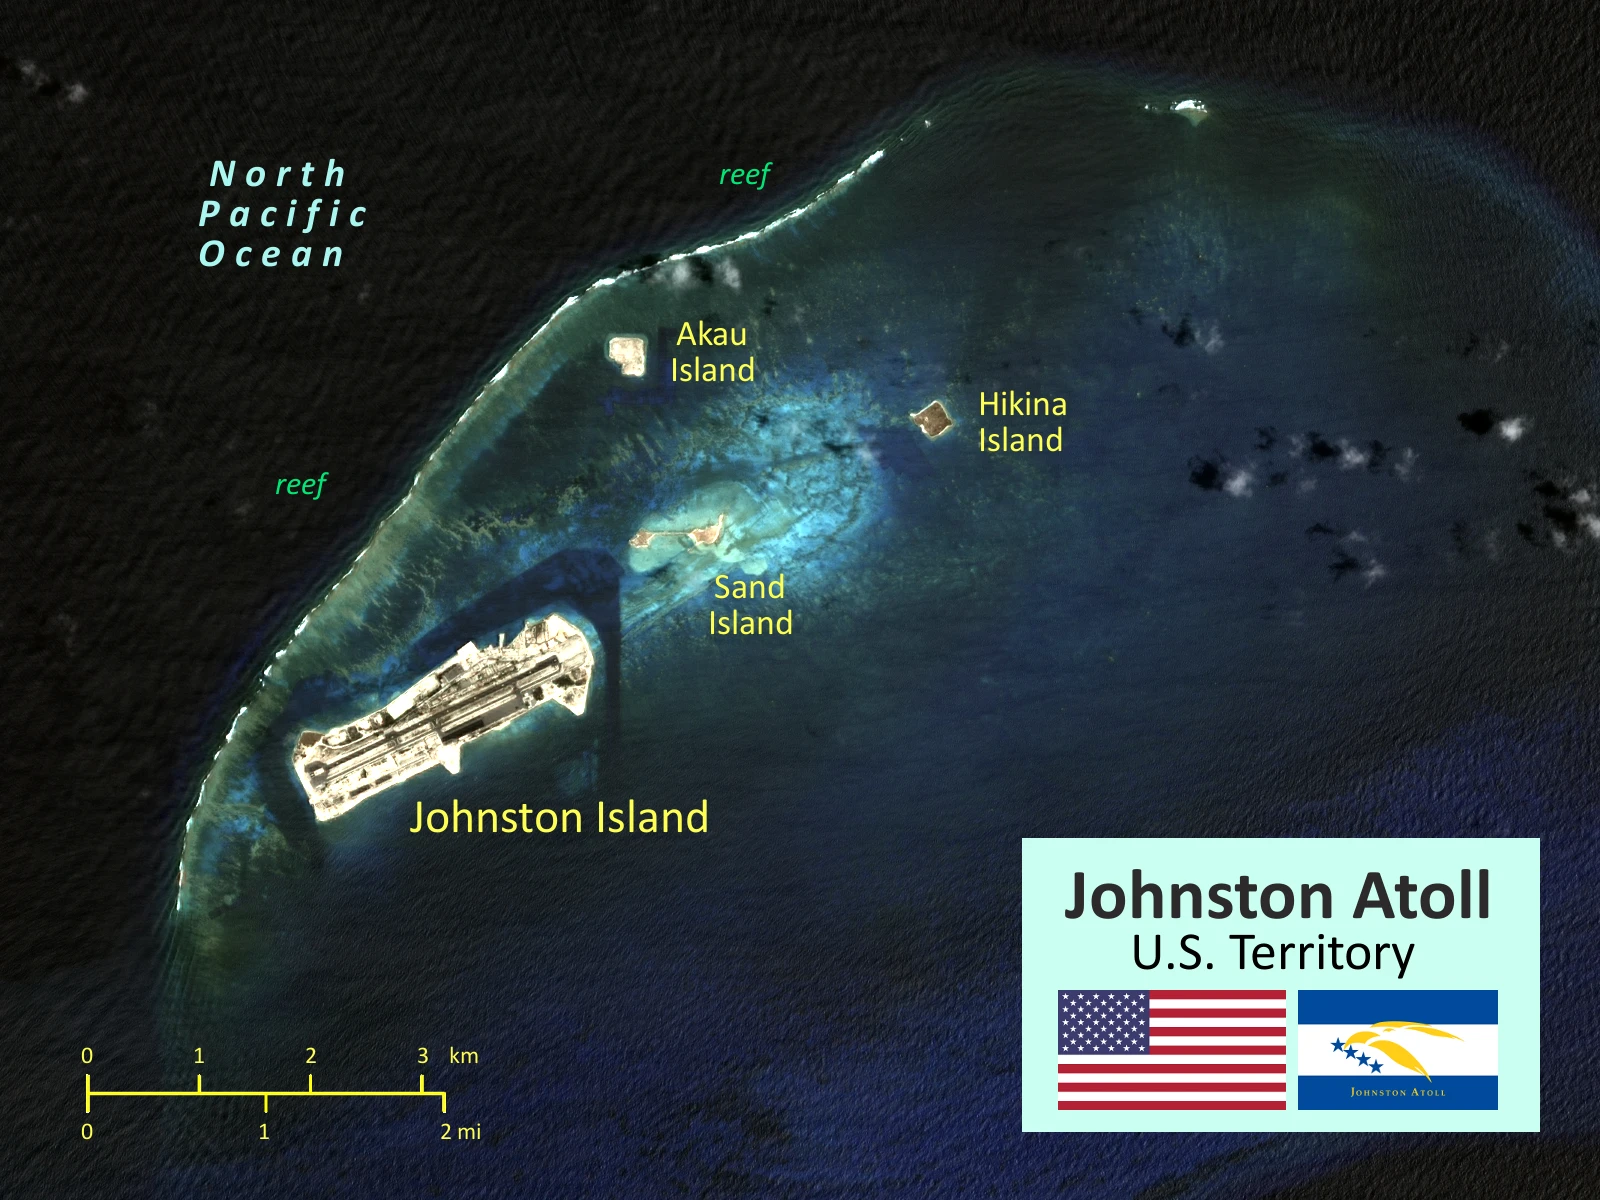 North
Pacific
Ocean
reef
Akau
Island
Hikina
Island
reef
Sand
Island
Johnston Island
Johnston Atoll
U.S. Territory
JOHNSTON ATOLL
0 1 2 3 km
0 1 2 mi